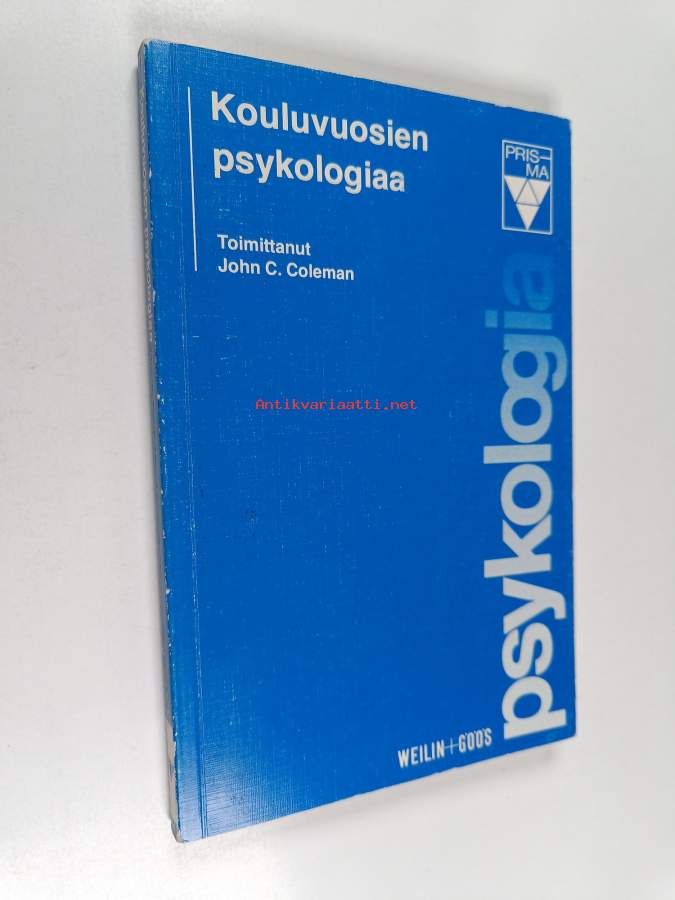 Kouluvuosien
psykologiaa
Toimittanut
John C. Coleman
PRIS-
MA
psykologia
Antikvariaatti.net
WEILIN+GÖÖS